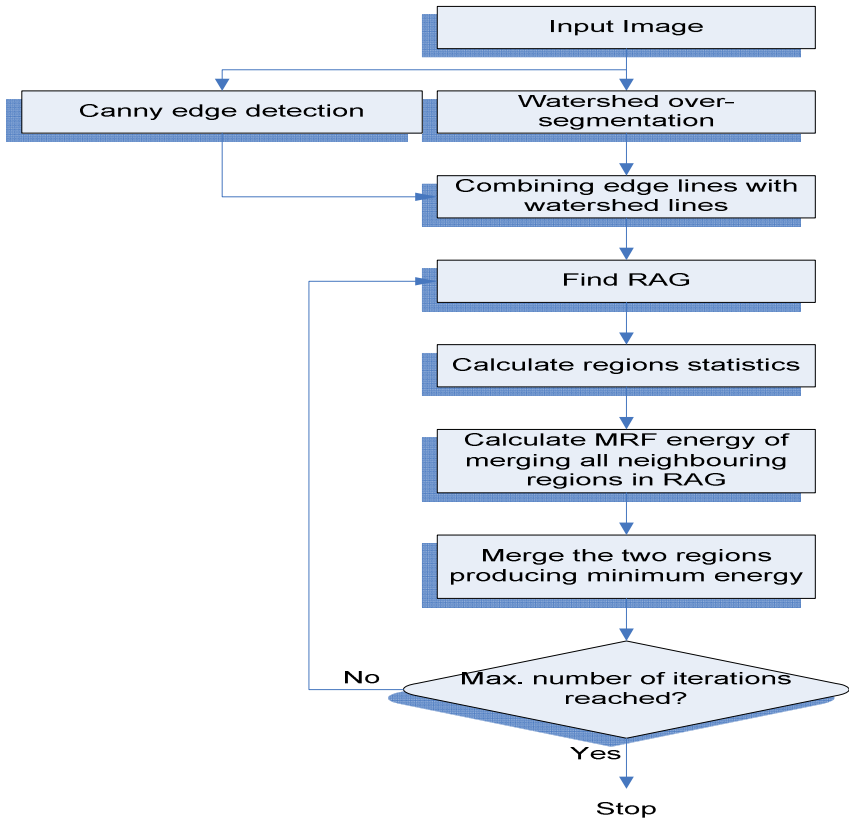 Input Image
Canny edge detection
Watershed over-
segmentation
Combining edge lines with
watershed lines
Find RAG
Calculate regions statistics
Calculate MRF energy of
merging all neighbouring
regions in RAG
Merge the two regions
producing minimum energy
Max. number of iterations
reached?
No
Yes
Stop